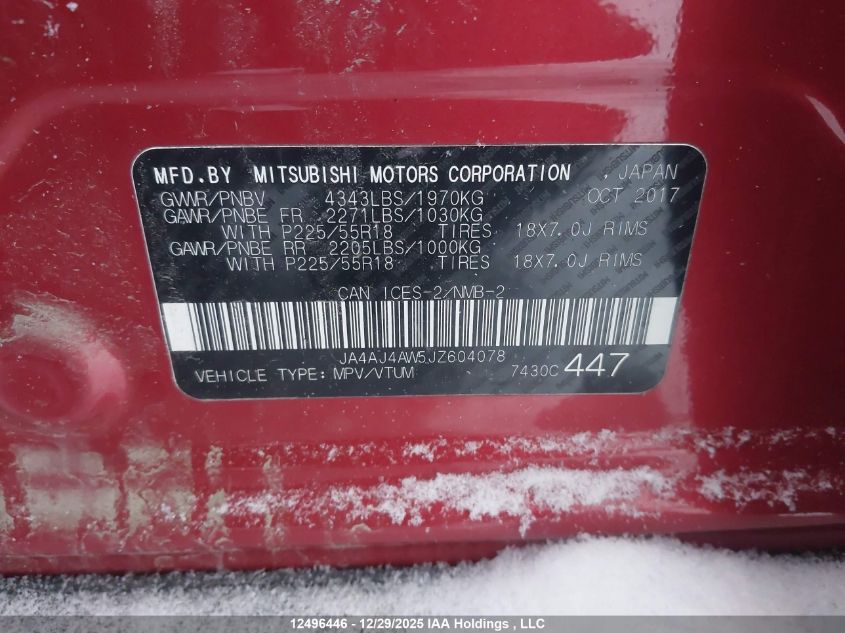 MFD.BY MITSUBISHI MOTORS CORPORATION , JAPAN
GVWR/PNBV 4343LBS/1970KG OCT 2017
GAWR/PNBE FR 2271LBS/1030KG
WITH P225/55R18 TIRES 18X7.0J RIMS
GAWR/PNBE RR 2205LBS/1000KG
WITH P225/55R18 TIRES 18X7.0J RIMS
CAN ICES-2/NMB-2
JA4AJ4AW5JZ604078
VEHICLE TYPE: MPV/VTUM 7430C 447
12496446 - 12/29/2025 IAA Holdings , LLC